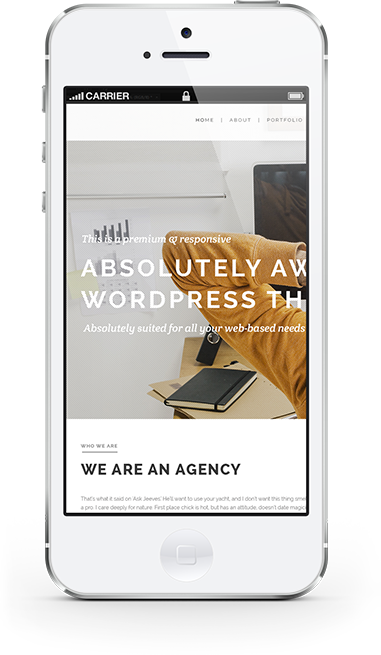 CARRIER
HOME | ABOUT | PORTFOLIO
This is a premium & responsive
ABSOLUTELY AW
WORDPRESS TH
Absolutely suited for all your web-based needs
WHO WE ARE
WE ARE AN AGENCY
That's what it said on 'Ask Jeeves.' He'll want to use your yacht, and I don't want this thing sme
a pro. I care deeply for nature. First place chick is hot, but has an attitude, doesn't date magic